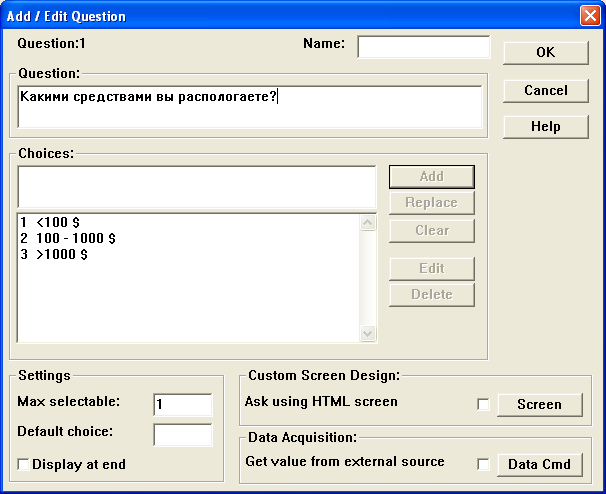 Add / Edit Question
Question:1
Name:
OK
Question:
Какими средствами вы распологаете?
Cancel
Help
Choices:
Add
Replace
Clear
1 <100 $
2 100 - 1000 $
3 >1000 $
Edit
Delete
Settings
Max selectable: 1
Default choice:
Display at end
Custom Screen Design:
Ask using HTML screen
Screen
Data Acquisition:
Get value from external source
Data Cmd